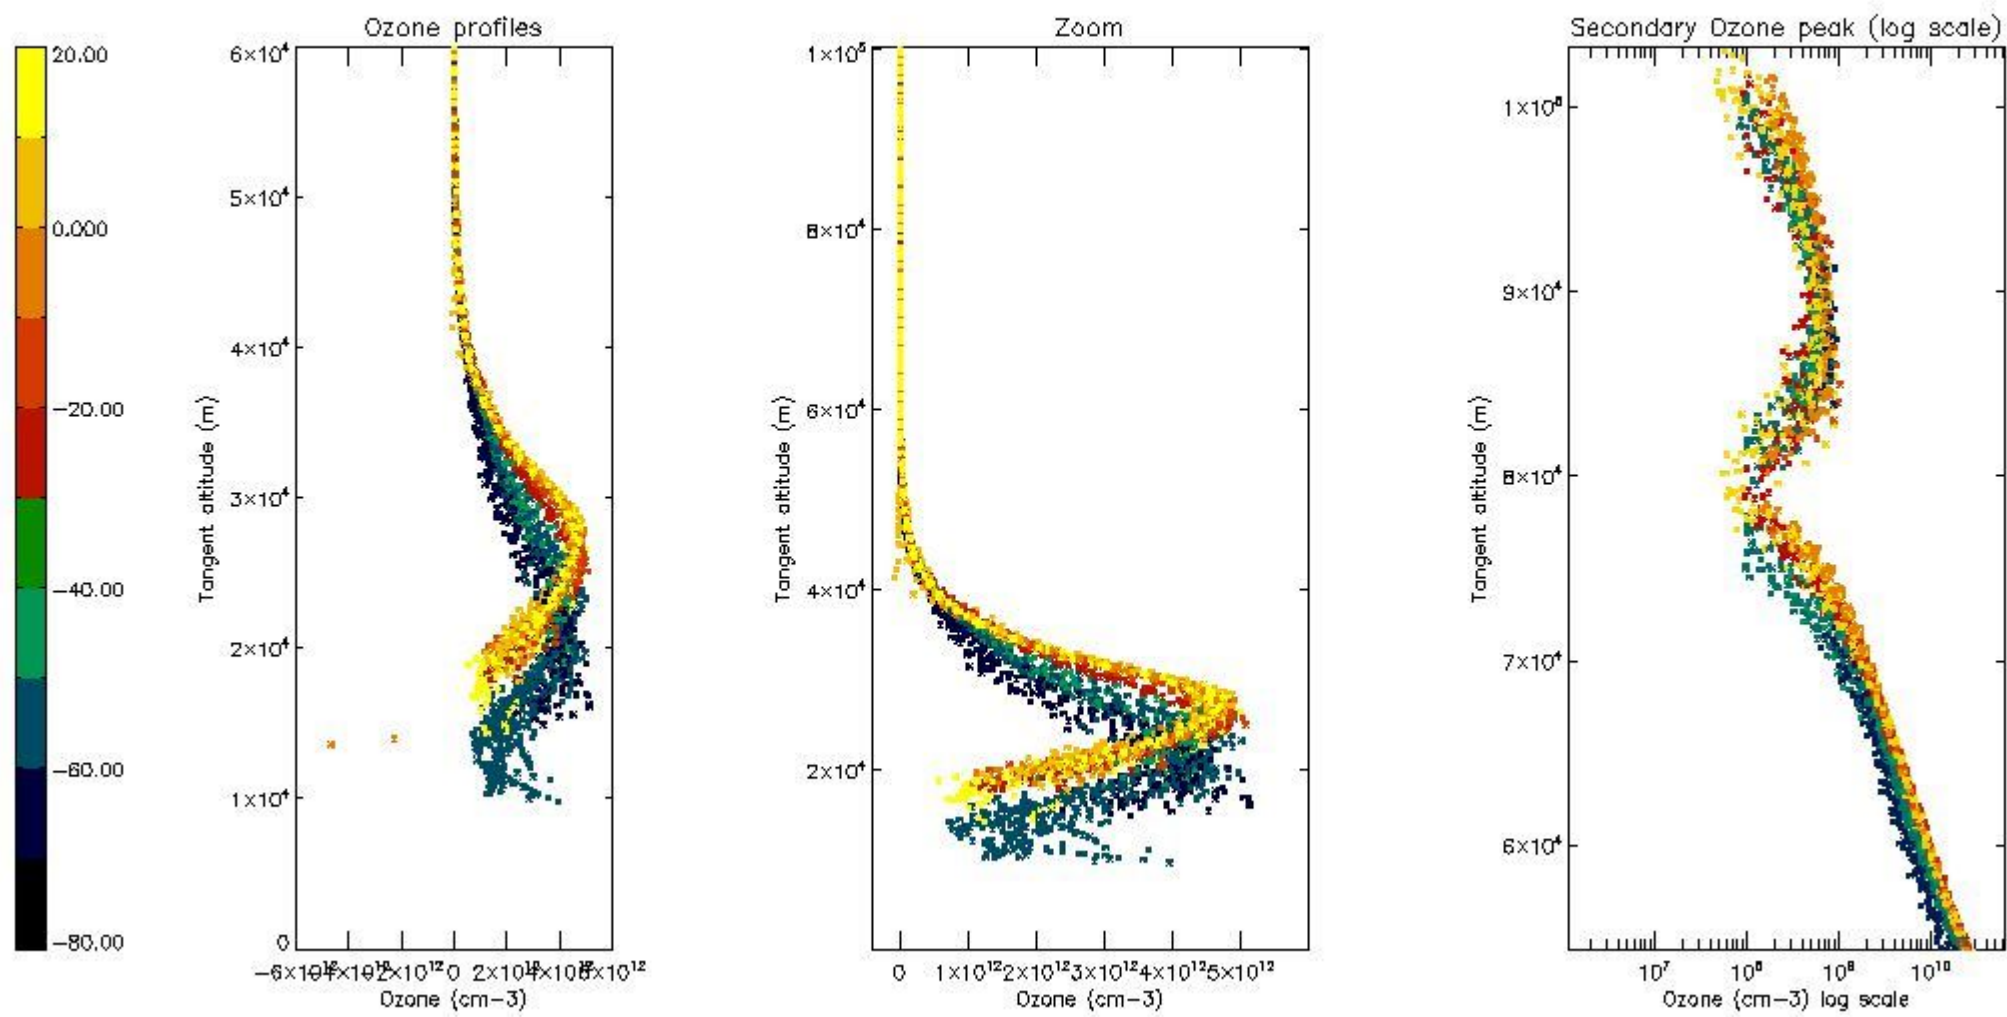 Ozone profiles
Zoom
Secondary Ozone peak (log scale)
20.00
0.000
−20.00
−40.00
−60.00
−80.00
6×10⁴
5×10⁴
4×10⁴
3×10⁴
2×10⁴
1×10⁴
0
Tangent altitude (m)
0
Ozone (cm−3)
1×10⁵
8×10⁴
6×10⁴
4×10⁴
2×10⁴
Tangent altitude (m)
0 1×10¹² 2×10¹² 3×10¹² 4×10¹² 5×10¹²
Ozone (cm−3)
1×10⁵
9×10⁴
8×10⁴
7×10⁴
6×10⁴
Tangent altitude (m)
10⁷ 10⁸ 10⁹ 10¹⁰
Ozone (cm−3) log scale